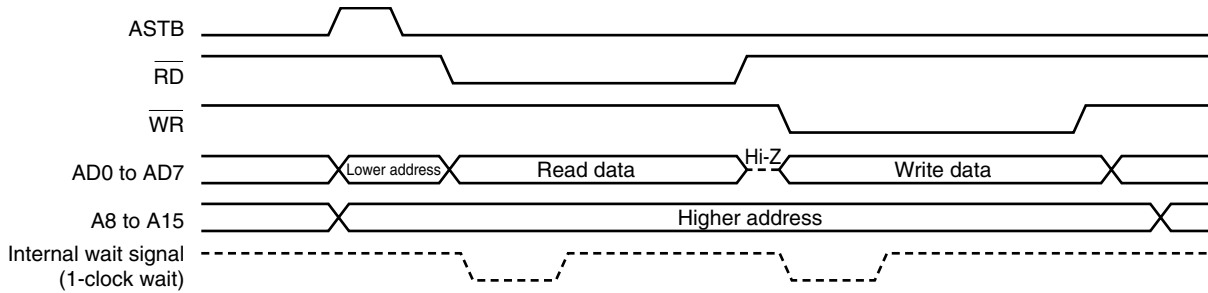 ASTB
RD
WR
AD0 to AD7
Lower address
Read data
Hi-Z
Write data
A8 to A15
Higher address
Internal wait signal
(1-clock wait)